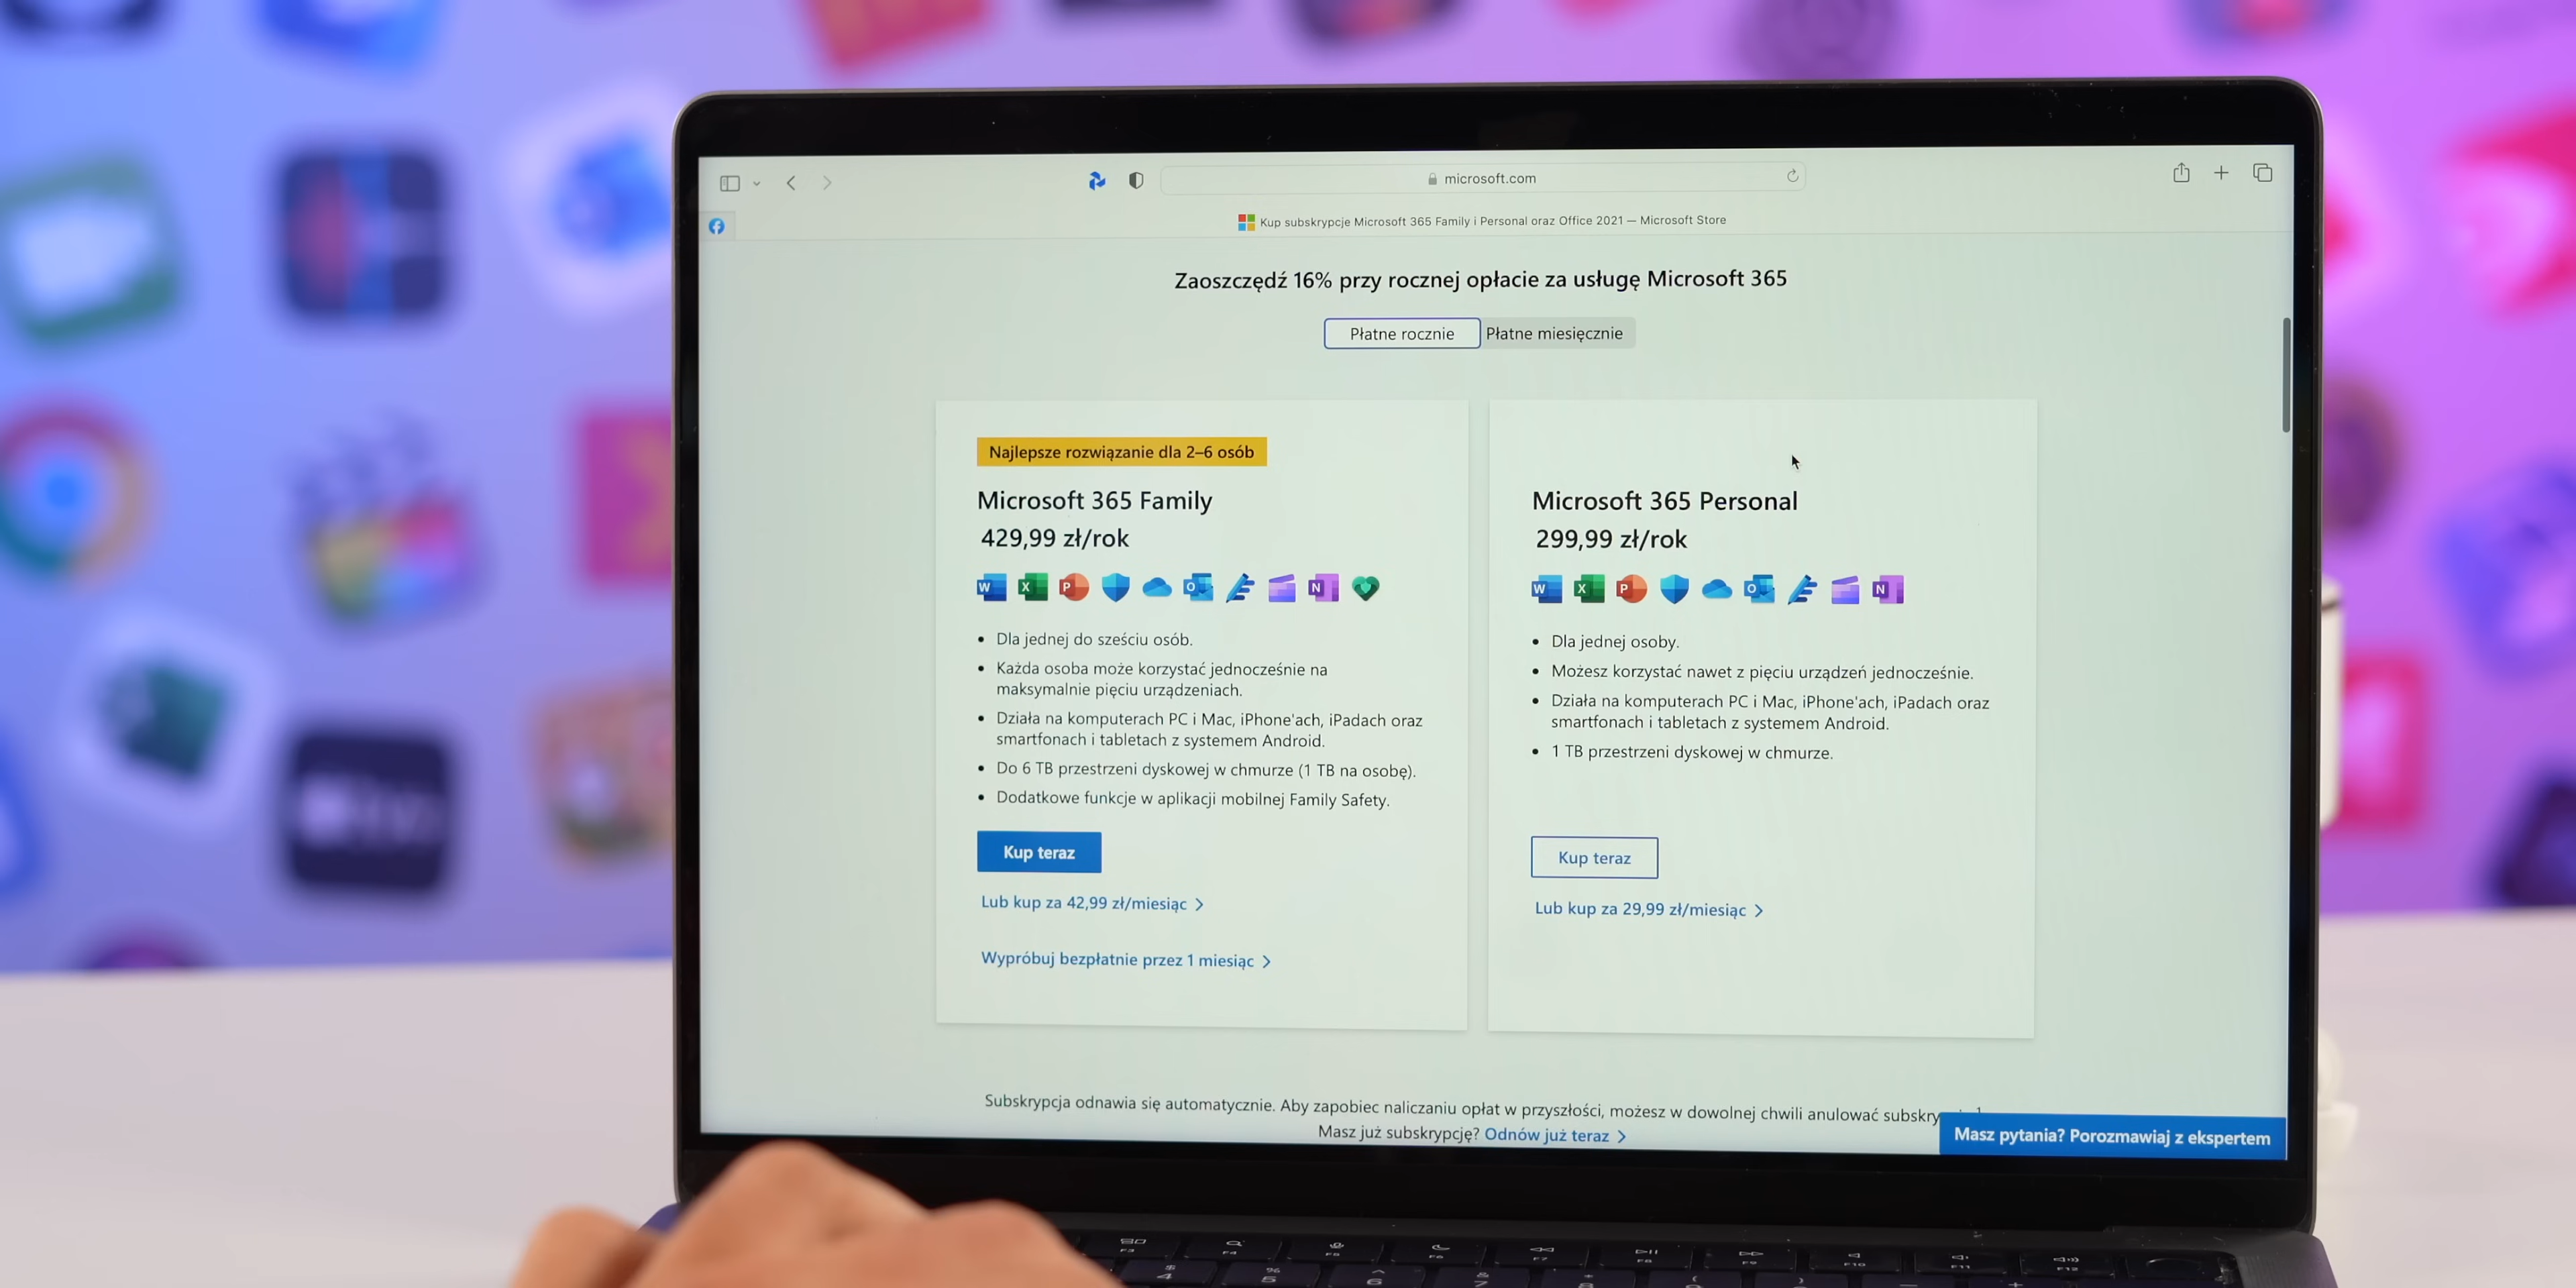 microsoft.com
Kup subskrypcje Microsoft 365 Family i Personal oraz Office 2021 — Microsoft Store
Zaoszczędź 16% przy rocznej opłacie za usługę Microsoft 365
Płatne rocznie Płatne miesięcznie
Najlepsze rozwiązanie dla 2–6 osób
Microsoft 365 Family
429,99 zł/rok
Dla jednej do sześciu osób.
Każda osoba może korzystać jednocześnie na
maksymalnie pięciu urządzeniach.
Działa na komputerach PC i Mac, iPhone'ach, iPadach oraz
smartfonach i tabletach z systemem Android.
Do 6 TB przestrzeni dyskowej w chmurze (1 TB na osobę).
Dodatkowe funkcje w aplikacji mobilnej Family Safety.
Kup teraz
Lub kup za 42,99 zł/miesiąc
Wypróbuj bezpłatnie przez 1 miesiąc
Microsoft 365 Personal
299,99 zł/rok
Dla jednej osoby.
Możesz korzystać nawet z pięciu urządzeń jednocześnie.
Działa na komputerach PC i Mac, iPhone'ach, iPadach oraz
smartfonach i tabletach z systemem Android.
1 TB przestrzeni dyskowej w chmurze.
Kup teraz
Lub kup za 29,99 zł/miesiąc
Subskrypcja odnawia się automatycznie. Aby zapobiec naliczaniu opłat w przyszłości, możesz w dowolnej chwili anulować
Masz już subskrypcję? Odnów już teraz
Masz pytania? Porozmawiaj z ekspertem